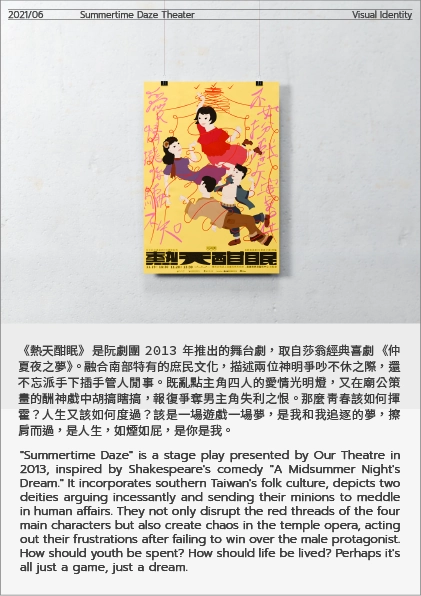 2021/06 Summertime Daze Theater Visual Identity
熱天酣眠
《熱天酣眠》 是阮劇團 2013 年推出的舞台劇，取自莎翁經典喜劇 《仲
夏夜之夢》。融合南部特有的庶民文化，描述兩位神明爭吵不休之際，還
不忘派手下插手管人閒事。既亂點主角四人的愛情光明燈，又在廟公策
畫的酬神戲中胡搞瞎搞，報復爭奪男主角失利之恨。那麼青春該如何揮
霍？人生又該如何度過？該是一場遊戲一場夢，是我和我追逐的夢，擦
肩而過，是人生，如煙如屁，是你是我。
"Summertime Daze" is a stage play presented by Our Theatre in
2013, inspired by Shakespeare's comedy "A Midsummer Night's
Dream." It incorporates southern Taiwan's folk culture, depicts two
deities arguing incessantly and sending their minions to meddle
in human affairs. They not only disrupt the red threads of the four
main characters but also create chaos in the temple opera, acting
out their frustrations after failing to win over the male protagonist.
How should youth be spent? How should life be lived? Perhaps it's
all just a game, just a dream.